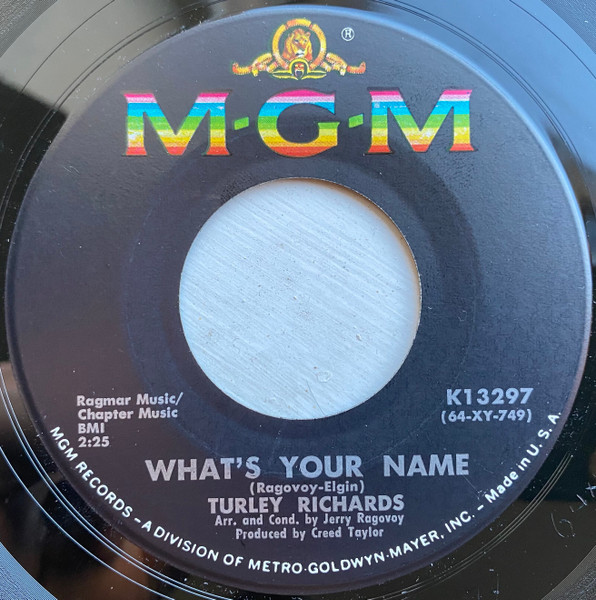 ®
M·G·M
Ragmar Music/
Chapter Music
BMI
2:25
K13297
(64-XY-749)
WHAT'S YOUR NAME
(Ragovoy-Elgin)
TURLEY RICHARDS
Arr. and Cond. by Jerry Ragovoy
Produced by Creed Taylor
MGM RECORDS – A DIVISION OF METRO-GOLDWYN-MAYER, INC. – Made in U. S. A.